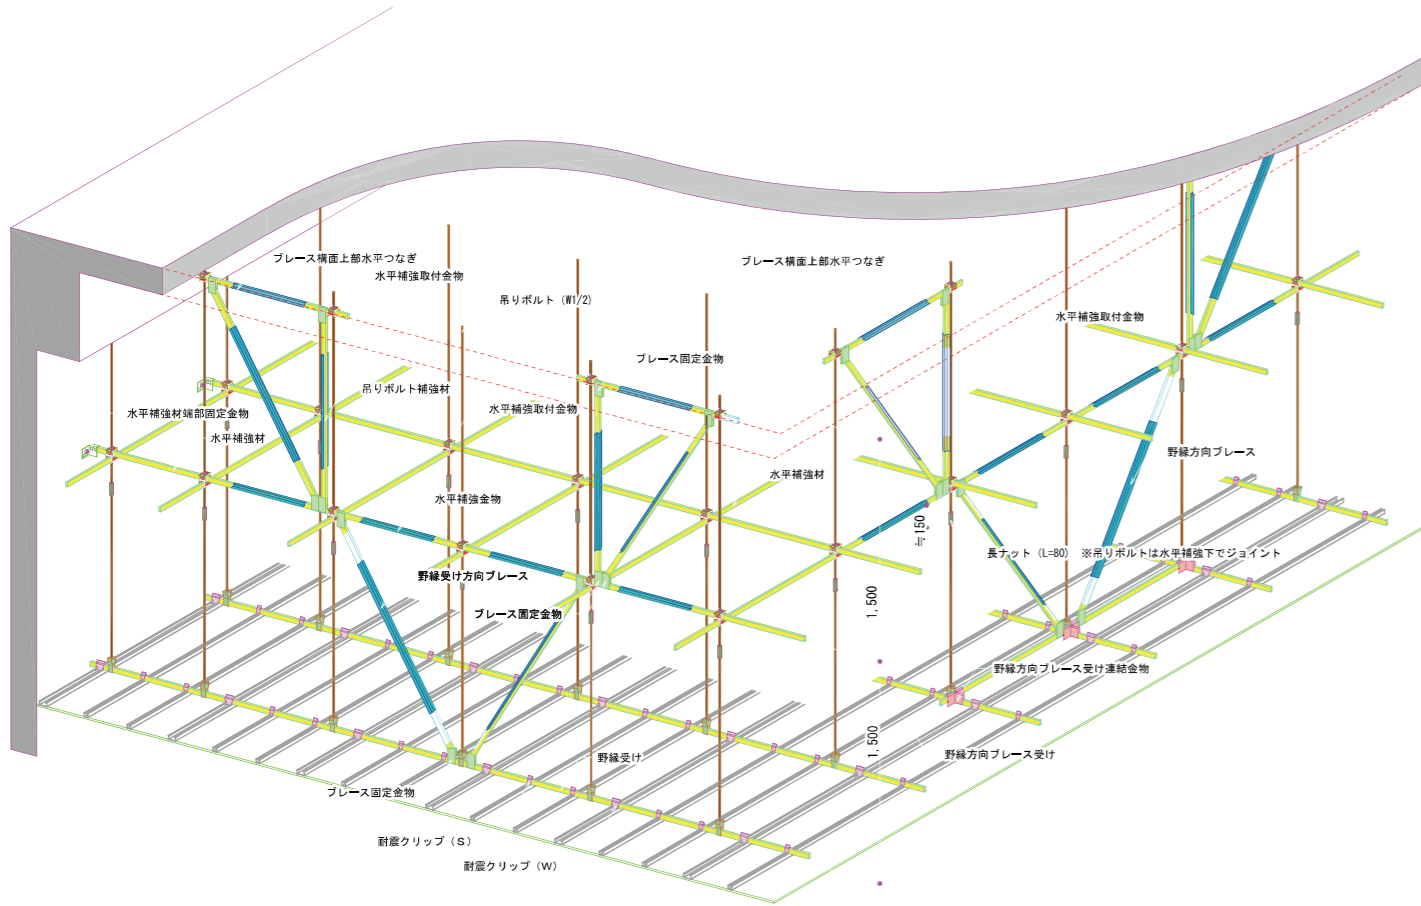 ブレース構面上部水平つなぎ
水平補強取付金物
吊りボルト（W1/2）
ブレース構面上部水平つなぎ
水平補強取付金物
ブレース固定金物
吊りボルト補強材
水平補強取付金物
水平補強材端部固定金物
水平補強材
水平補強材
野縁方向ブレース
水平補強金物
≒150
長ナット（L=80） ※吊りボルトは水平補強下でジョイント
野縁受け方向ブレース
ブレース固定金物
1,500
野縁方向ブレース受け連結金物
1,500
野縁受け
野縁方向ブレース受け
ブレース固定金物
耐震クリップ（S）
耐震クリップ（W）